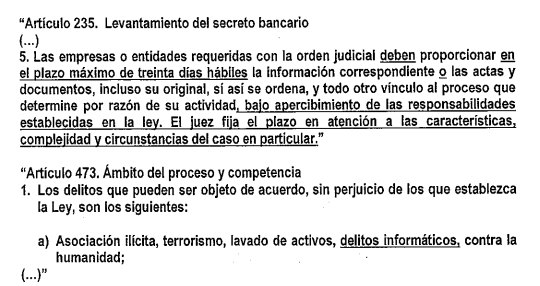 “Artículo 235.  Levantamiento del secreto bancario
(...)
5. Las empresas o entidades requeridas con la orden judicial deben proporcionar en
el plazo máximo de treinta días hábiles la información correspondiente o las actas y
documentos, incluso su original, sí así se ordena, y todo otro vínculo al proceso que
determine por razón de su actividad, bajo apercibimiento de las responsabilidades
establecidas en la ley. El juez fija el plazo en atención a las características,
complejidad y circunstancias del caso en particular.”
“Artículo 473. Ámbito del proceso y competencia
1. Los delitos que pueden ser objeto de acuerdo, sin perjuicio de los que establezca
la Ley, son los siguientes:
a) Asociación ilícita, terrorismo, lavado de activos, delitos informáticos, contra la
humanidad;
(...)”